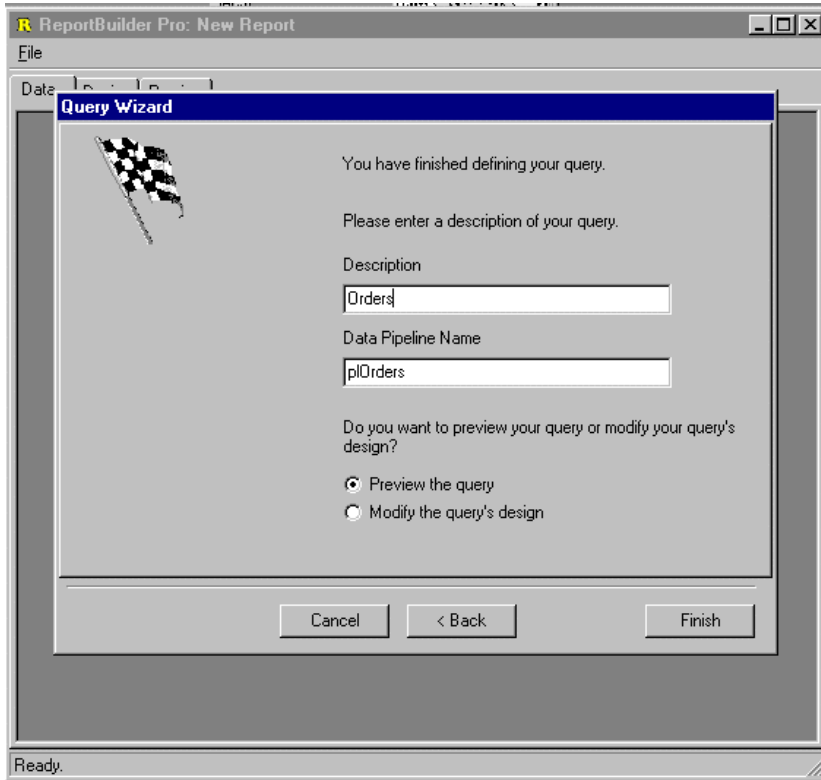 ReportBuilder Pro: New Report
File
Data
Query Wizard
You have finished defining your query.
Please enter a description of your query.
Description
Orders
Data Pipeline Name
plOrders
Do you want to preview your query or modify your query's
design?
Preview the query
Modify the query's design
Cancel
< Back
Finish
Ready.